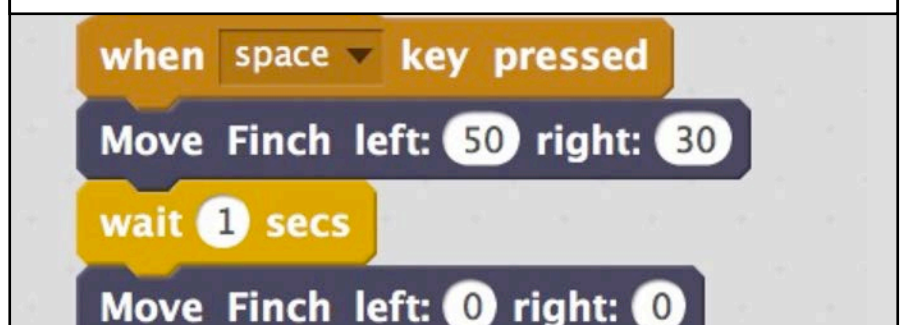 when space key pressed
Move Finch left: 50 right: 30
wait 1 secs
Move Finch left: 0 right: 0